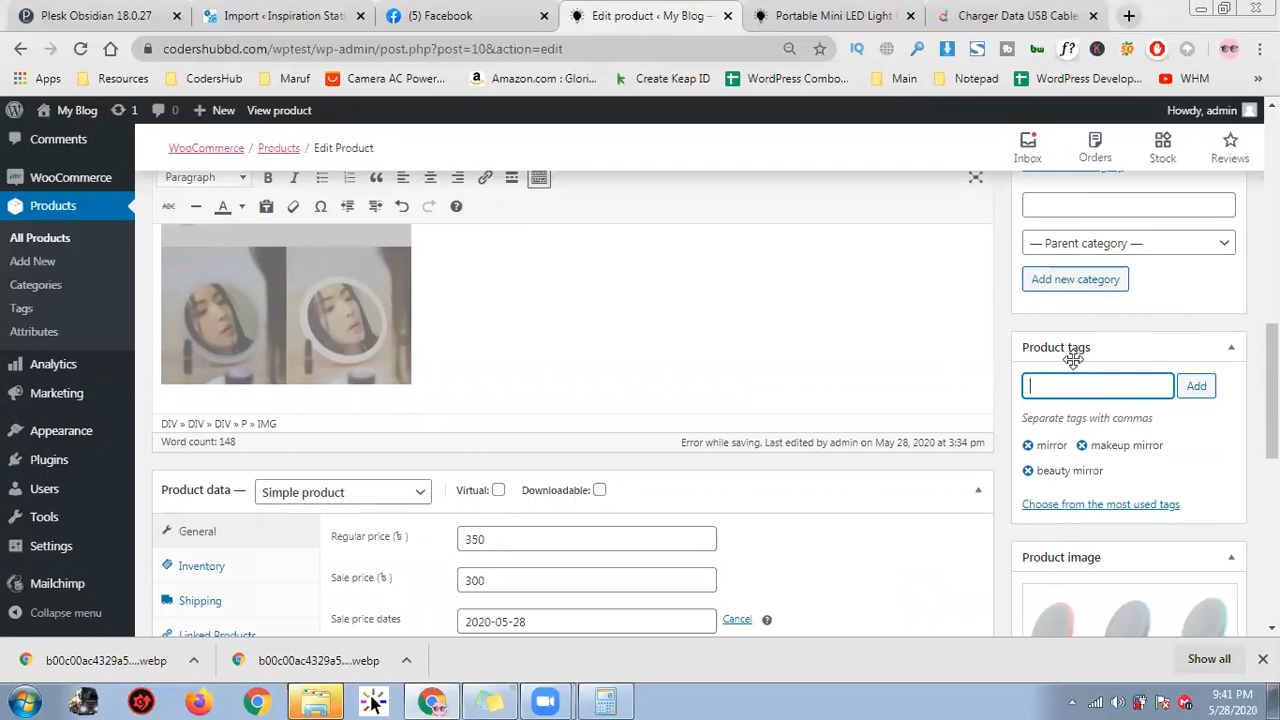 Plesk Obsidian 18.0.27
Import ‹ Inspiration Stati
(5) Facebook
Edit product ‹ My Blog —
Portable Mini LED Light
Charger Data USB Cable
codershubbd.com/wptest/wp-admin/post.php?post=10&action=edit
Apps
Resources
CodersHub
Maruf
Camera AC Power...
Amazon.com : Glori...
Create Keap ID
WordPress Combo...
Main
Notepad
WordPress Develop...
WHM
My Blog
1
0
New
View product
Howdy, admin
Comments
WooCommerce
Products
All Products
Add New
Categories
Tags
Attributes
Analytics
Marketing
Appearance
Plugins
Users
Tools
Settings
Mailchimp
Collapse menu
WooCommerce / Products / Edit Product
Inbox
Orders
Stock
Reviews
Paragraph
DIV » DIV » DIV » P » IMG
Word count: 148
Error while saving. Last edited by admin on May 28, 2020 at 3:34 pm
Product data —
Simple product
Virtual:
Downloadable:
General
Inventory
Shipping
Linked Products
Regular price (৳ )
350
Sale price (৳ )
300
Sale price dates
2020-05-28
Cancel
— Parent category —
Add new category
Product tags
Add
Separate tags with commas
mirror
makeup mirror
beauty mirror
Choose from the most used tags
Product image
b00c00ac4329a5....webp
b00c00ac4329a5....webp
Show all
9:41 PM
5/28/2020